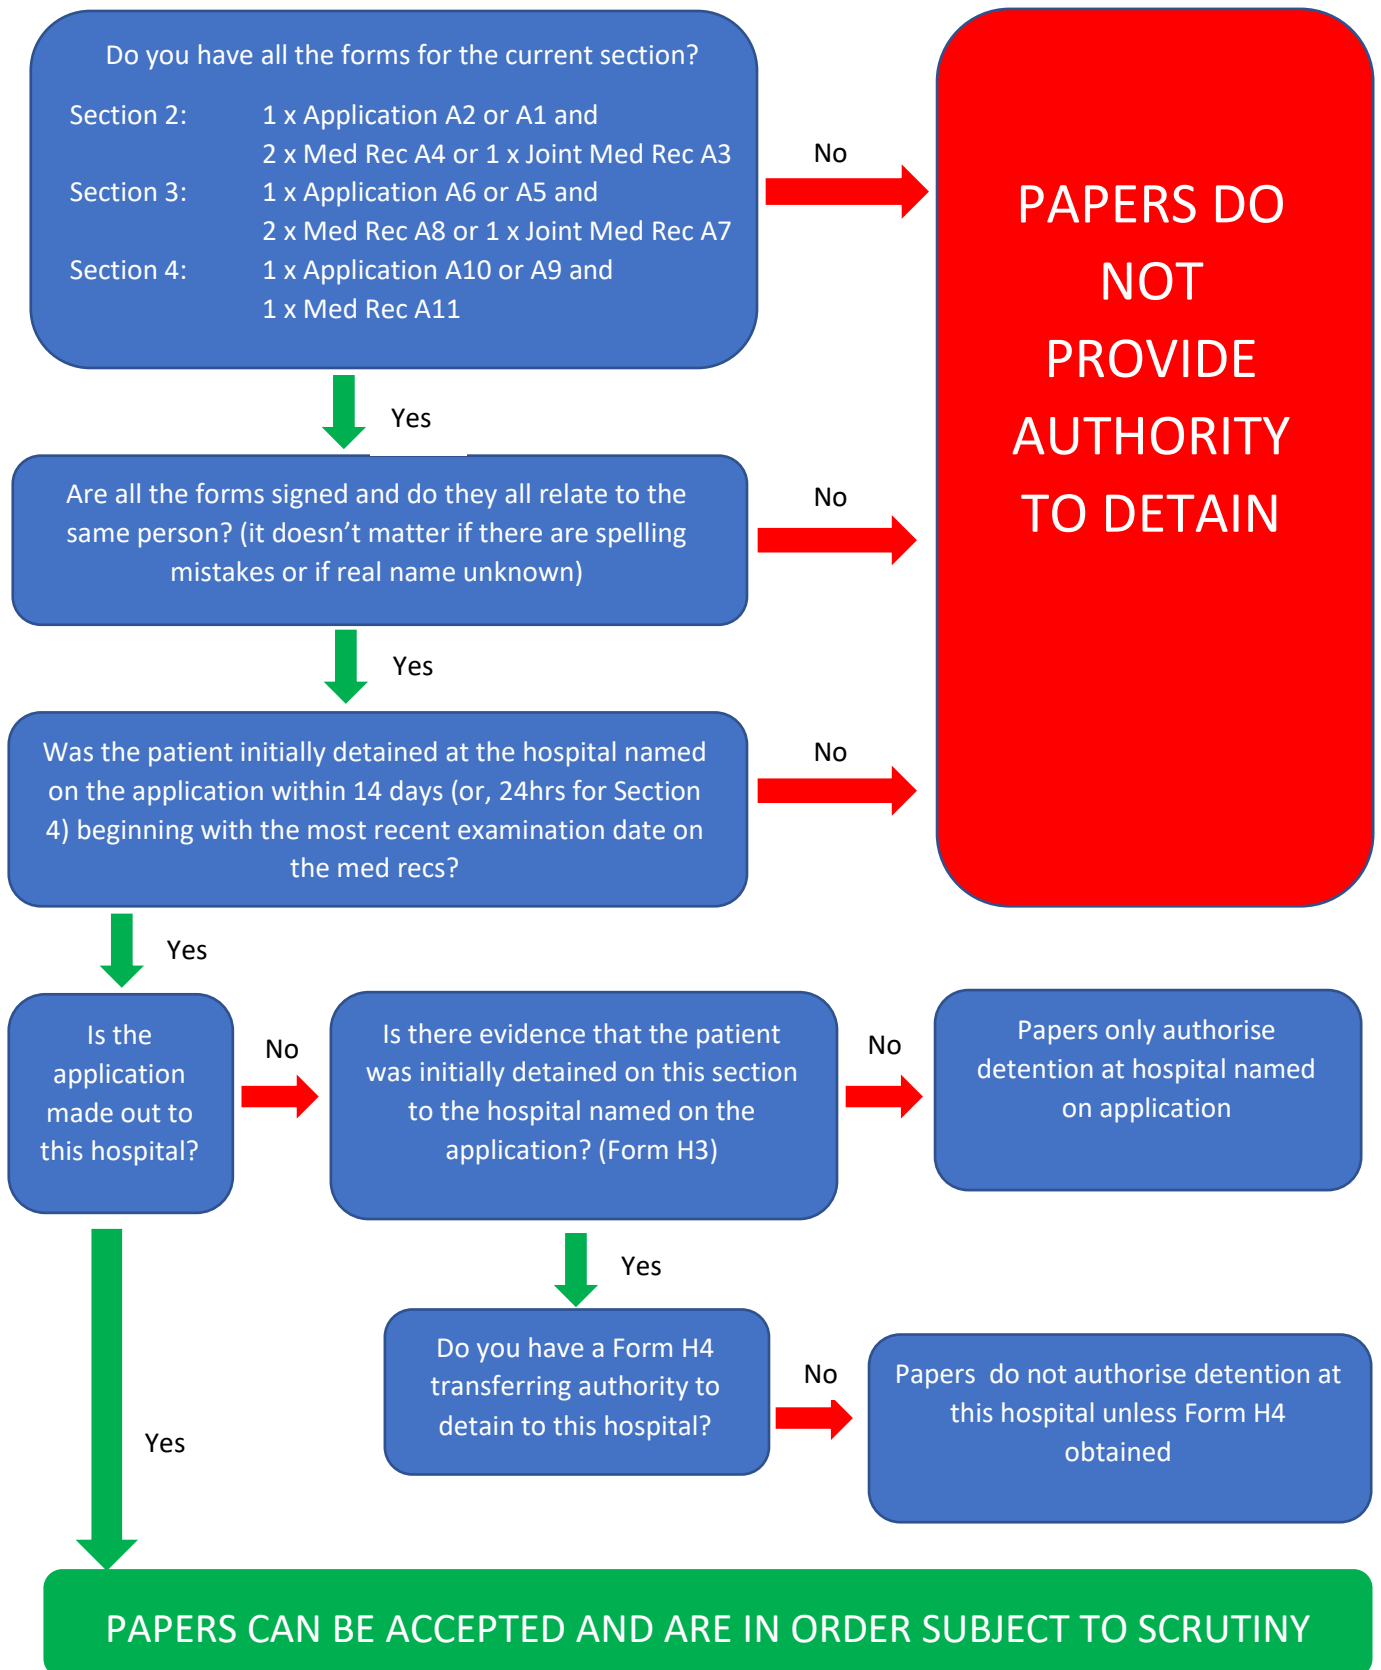 Do you have all the forms for the current section?
Section 2: 1 x Application A2 or A1 and
2 x Med Rec A4 or 1 x Joint Med Rec A3
Section 3: 1 x Application A6 or A5 and
2 x Med Rec A8 or 1 x Joint Med Rec A7
Section 4: 1 x Application A10 or A9 and
1 x Med Rec A11
No
PAPERS DO
NOT
PROVIDE
AUTHORITY
TO DETAIN
Yes
Are all the forms signed and do they all relate to the
same person? (it doesn’t matter if there are spelling
mistakes or if real name unknown)
No
Yes
Was the patient initially detained at the hospital named
on the application within 14 days (or, 24hrs for Section
4) beginning with the most recent examination date on
the med recs?
No
Yes
Is the
application
made out to
this hospital?
No
Is there evidence that the patient
was initially detained on this section
to the hospital named on the
application? (Form H3)
No
Papers only authorise
detention at hospital named
on application
Yes
Do you have a Form H4
transferring authority to
detain to this hospital?
No
Papers do not authorise detention at
this hospital unless Form H4
obtained
Yes
PAPERS CAN BE ACCEPTED AND ARE IN ORDER SUBJECT TO SCRUTINY